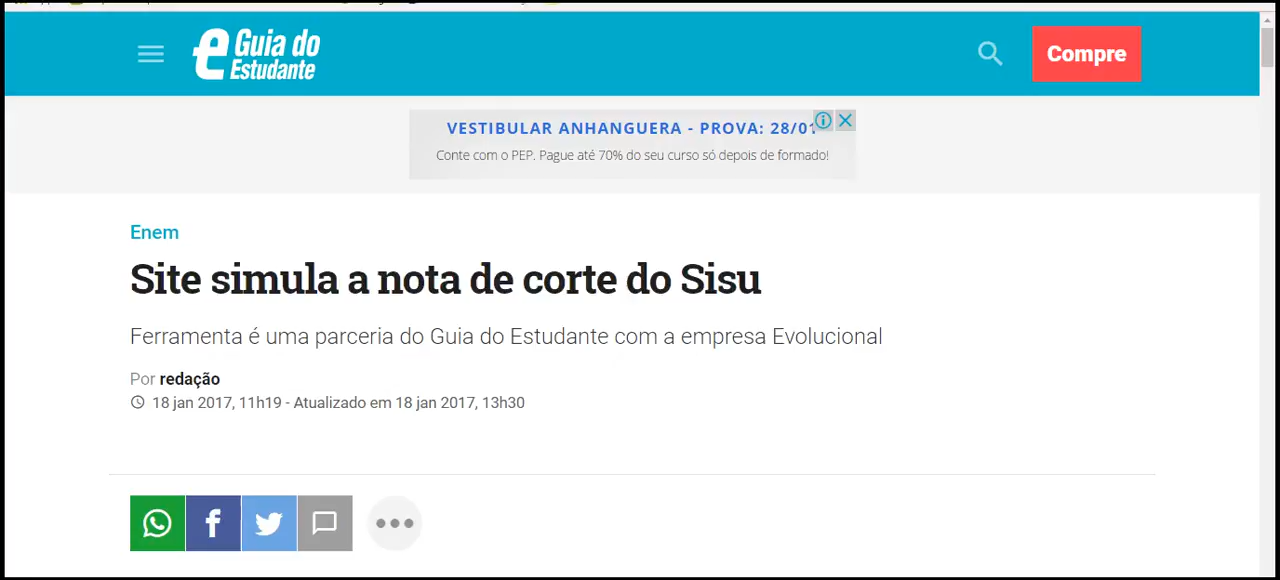 Guia do
Estudante
Compre
VESTIBULAR ANHANGUERA - PROVA: 28/01
Conte com o PEP. Pague até 70% do seu curso só depois de formado!
Enem
Site simula a nota de corte do Sisu
Ferramenta é uma parceria do Guia do Estudante com a empresa Evolucional
Por redação
18 jan 2017, 11h19 - Atualizado em 18 jan 2017, 13h30